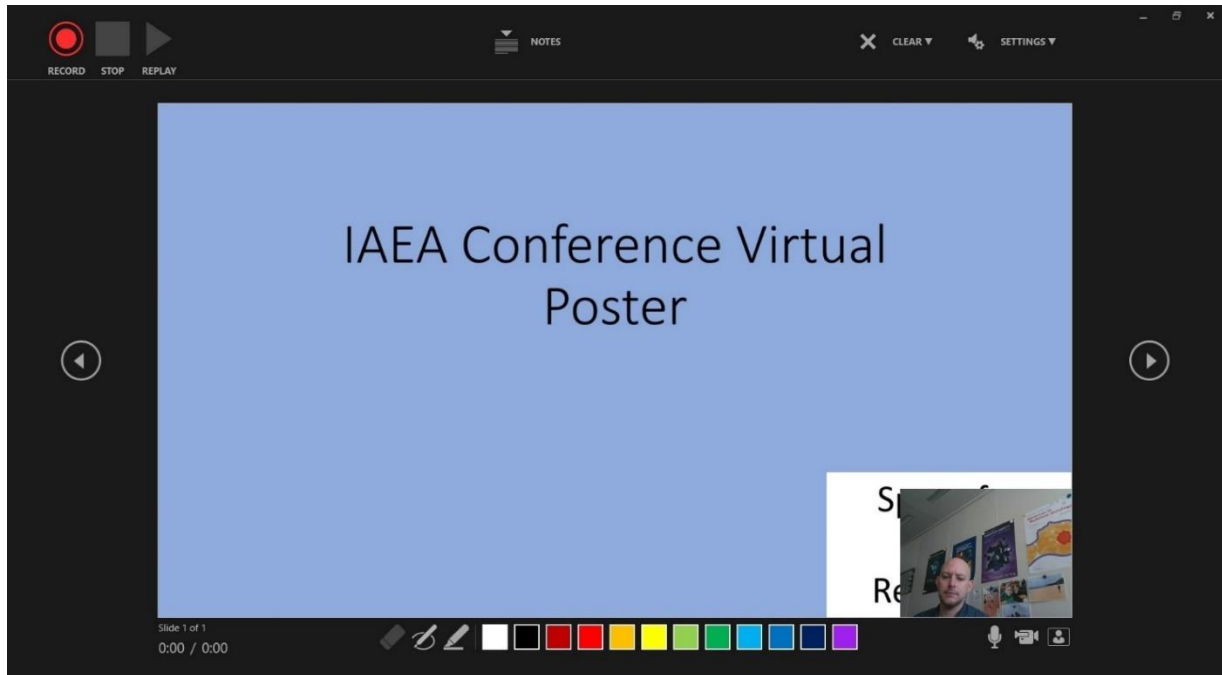 RECORD STOP REPLAY
NOTES
CLEAR
SETTINGS
IAEA Conference Virtual
Poster
Slide 1 of 1
0:00 / 0:00